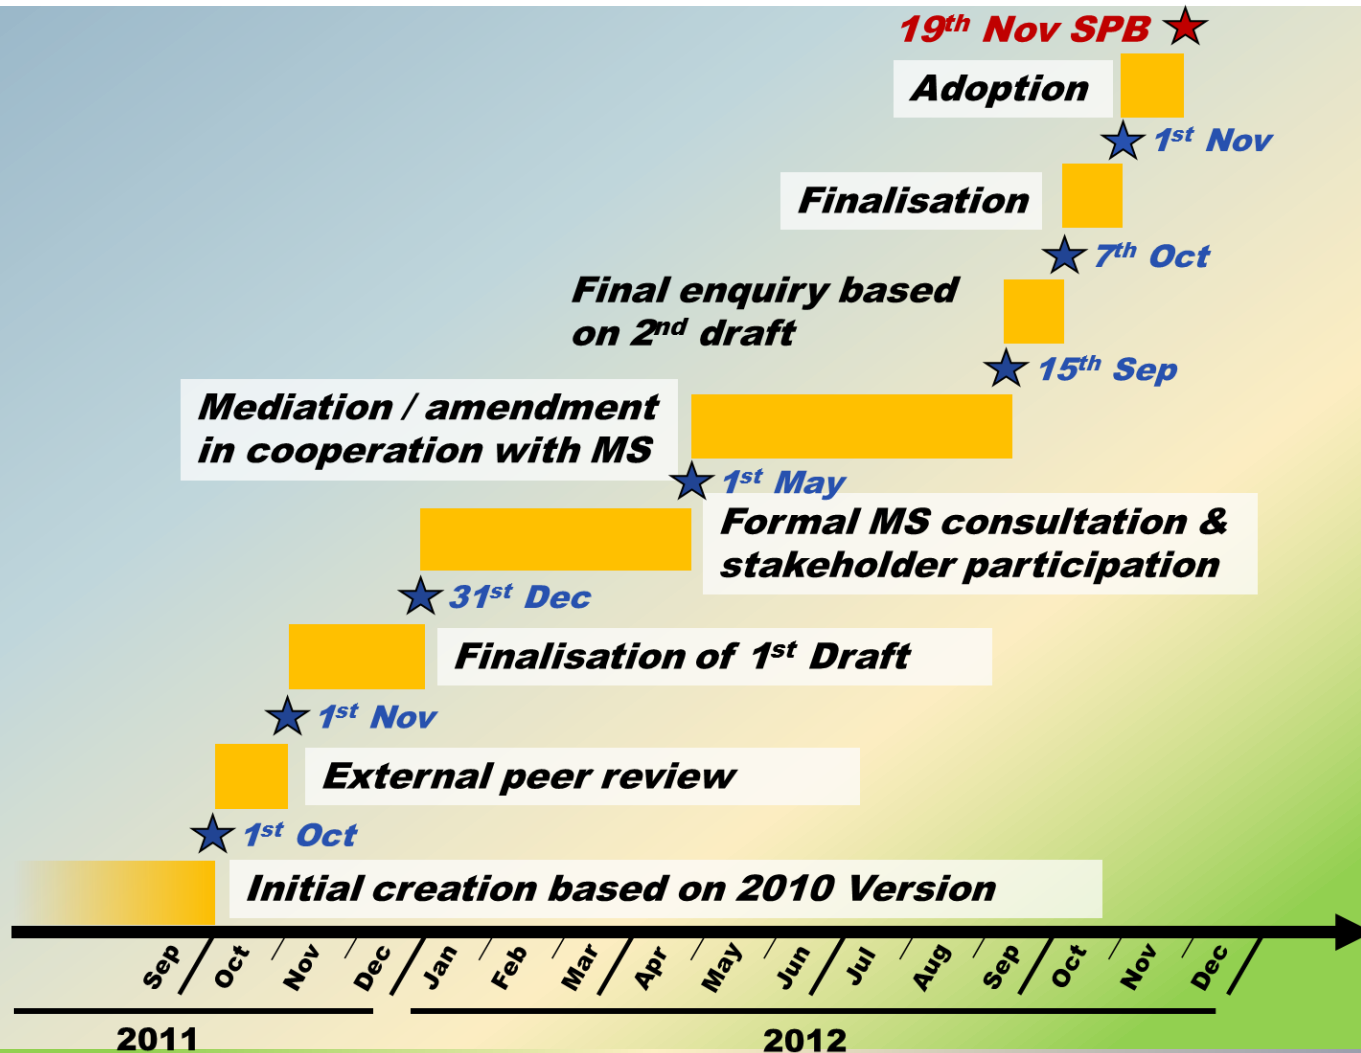 19th Nov SPB
Adoption
1st Nov
Finalisation
7th Oct
Final enquiry based
on 2nd draft
15th Sep
Mediation / amendment
in cooperation with MS
1st May
Formal MS consultation &
stakeholder participation
31st Dec
Finalisation of 1st Draft
1st Nov
External peer review
1st Oct
Initial creation based on 2010 Version
Sep Oct Nov Dec Jan Feb Mar Apr May Jun Jul Aug Sep Oct Nov Dec
2011 2012